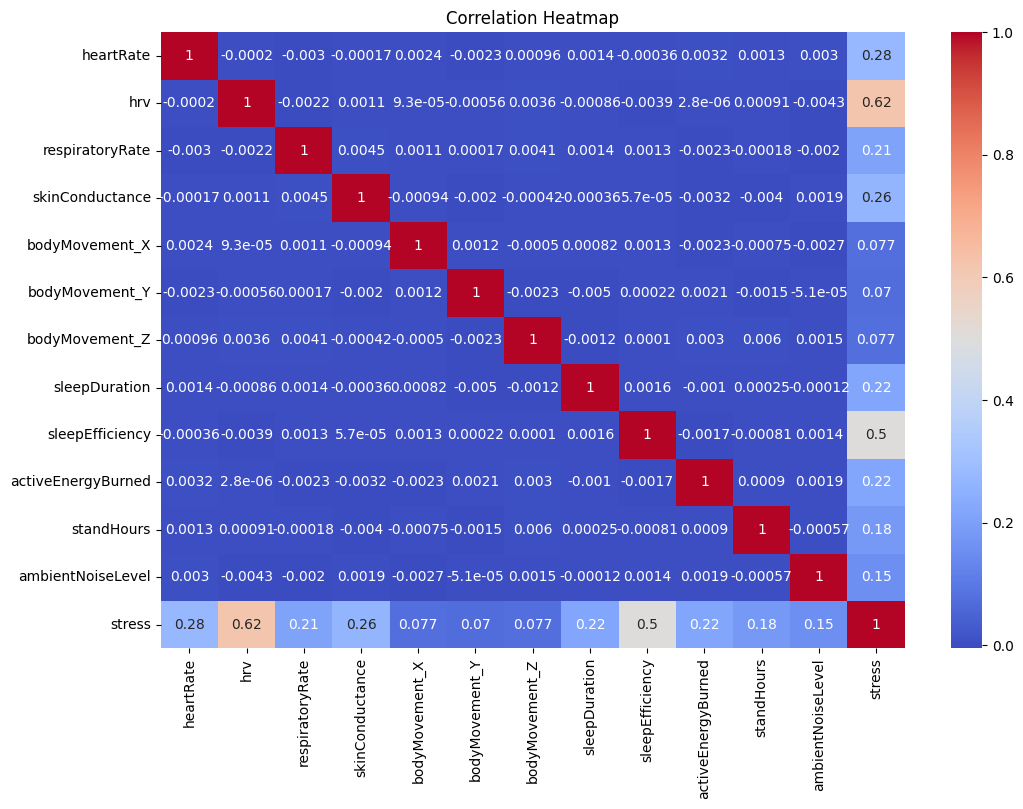 Correlation Heatmap
heartRate 1 -0.0002 -0.003 -0.00017 0.0024 -0.0023 0.00096 0.0014 -0.00036 0.0032 0.0013 0.003 0.28
hrv -0.0002 1 -0.0022 0.0011 9.3e-05 -0.00056 0.0036 -0.00086 -0.0039 2.8e-06 0.00091 -0.0043 0.62
respiratoryRate -0.003 -0.0022 1 0.0045 0.0011 0.00017 0.0041 0.0014 0.0013 -0.0023 -0.00018 -0.002 0.21
skinConductance -0.00017 0.0011 0.0045 1 -0.00094 -0.002 -0.00042 -0.00036 5.7e-05 -0.0032 -0.004 0.0019 0.26
bodyMovement_X 0.0024 9.3e-05 0.0011 -0.00094 1 0.0012 -0.0005 0.00082 0.0013 -0.0023 -0.00075 -0.0027 0.077
bodyMovement_Y -0.0023 -0.00056 0.00017 -0.002 0.0012 1 -0.0023 -0.005 0.00022 0.0021 -0.0015 -5.1e-05 0.07
bodyMovement_Z 0.00096 0.0036 0.0041 -0.00042 -0.0005 -0.0023 1 -0.0012 0.0001 0.003 0.006 0.0015 0.077
sleepDuration 0.0014 -0.00086 0.0014 -0.00036 0.00082 -0.005 -0.0012 1 0.0016 -0.001 0.00025 -0.00012 0.22
sleepEfficiency -0.00036 -0.0039 0.0013 5.7e-05 0.0013 0.00022 0.0001 0.0016 1 -0.0017 -0.00081 0.0014 0.5
activeEnergyBurned 0.0032 2.8e-06 -0.0023 -0.0032 -0.0023 0.0021 0.003 -0.001 -0.0017 1 0.0009 0.0019 0.22
standHours 0.0013 0.00091 -0.00018 -0.004 -0.00075 -0.0015 0.006 0.00025 -0.00081 0.0009 1 -0.00057 0.18
ambientNoiseLevel 0.003 -0.0043 -0.002 0.0019 -0.0027 -5.1e-05 0.0015 -0.00012 0.0014 0.0019 -0.00057 1 0.15
stress 0.28 0.62 0.21 0.26 0.077 0.07 0.077 0.22 0.5 0.22 0.18 0.15 1
heartRate
hrv
respiratoryRate
skinConductance
bodyMovement_X
bodyMovement_Y
bodyMovement_Z
sleepDuration
sleepEfficiency
activeEnergyBurned
standHours
ambientNoiseLevel
stress
1.0
0.8
0.6
0.4
0.2
0.0